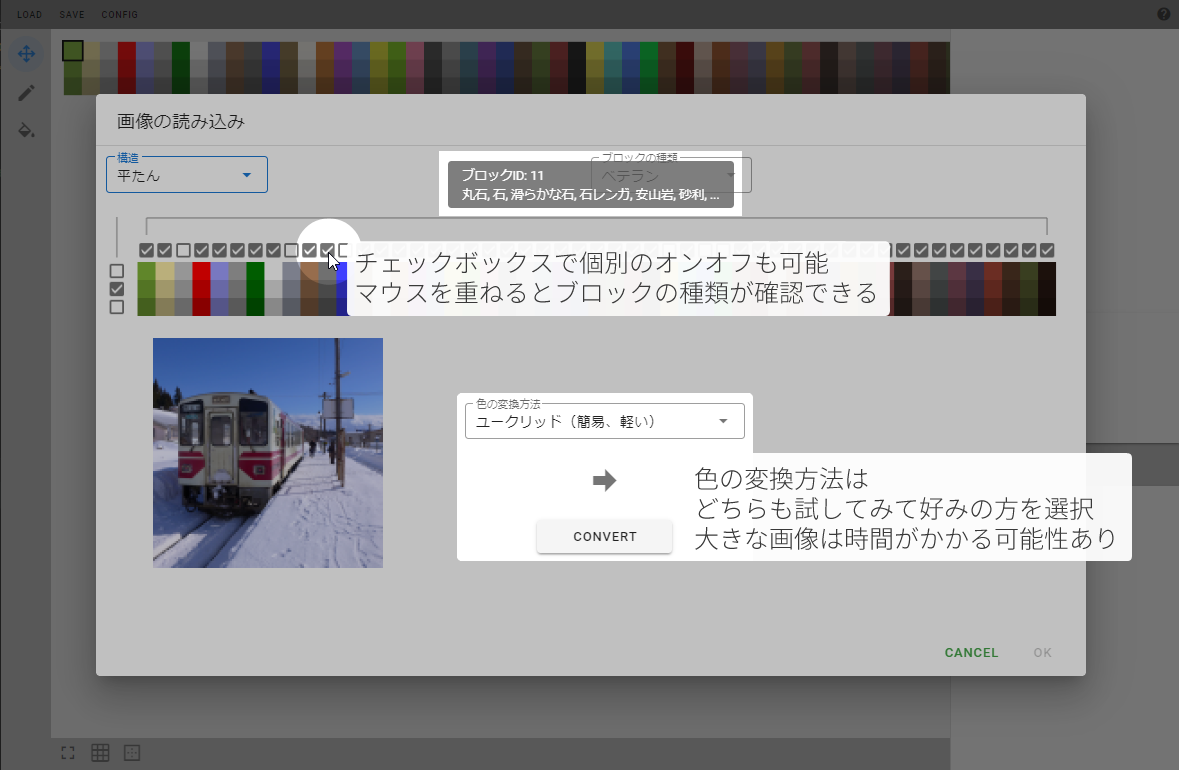 LOAD SAVE CONFIG
画像の読み込み
構造
平たん
ブロックの種類
ベテラン
ブロックID: 11
丸石, 石, 滑らかな石, 石レンガ, 安山岩, 砂利, ...
チェックボックスで個別のオンオフも可能
マウスを重ねるとブロックの種類が確認できる
色の変換方法
ユークリッド（簡易、軽い）
色の変換方法は
どちらも試してみて好みの方を選択
大きな画像は時間がかかる可能性あり
CONVERT
CANCEL OK